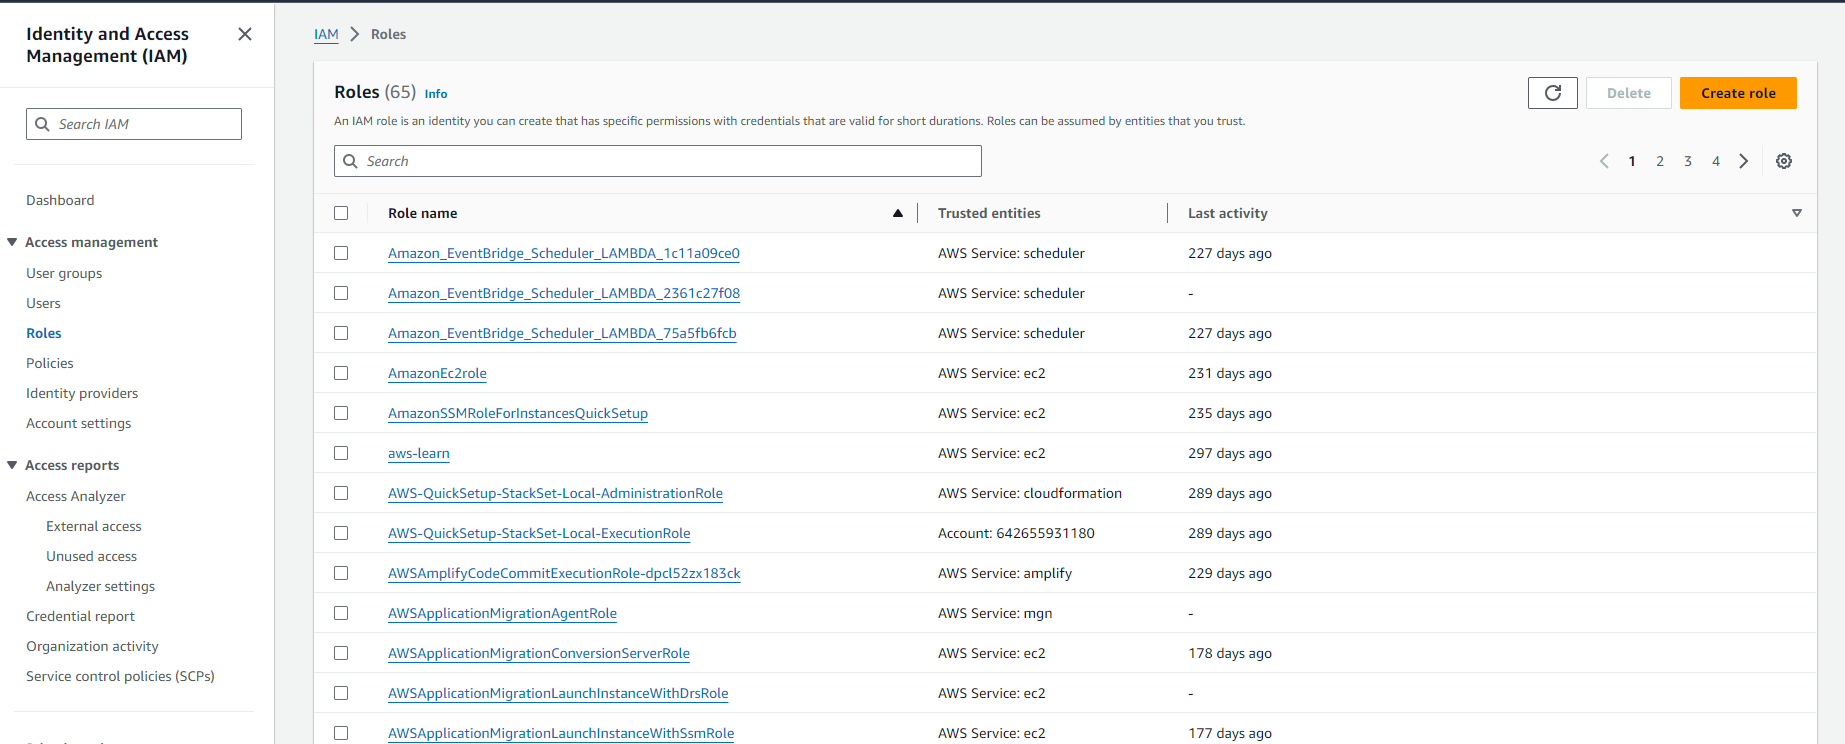 Identity and Access
Management (IAM)
Search IAM
Dashboard
Access management
User groups
Users
Roles
Policies
Identity providers
Account settings
Access reports
Access Analyzer
External access
Unused access
Analyzer settings
Credential report
Organization activity
Service control policies (SCPs)
IAM > Roles
Roles (65) Info
Delete
Create role
An IAM role is an identity you can create that has specific permissions with credentials that are valid for short durations. Roles can be assumed by entities that you trust.
Search
1 2 3 4
Role name Trusted entities Last activity
Amazon_EventBridge_Scheduler_LAMBDA_1c11a09ce0 AWS Service: scheduler 227 days ago
Amazon_EventBridge_Scheduler_LAMBDA_2361c27f08 AWS Service: scheduler -
Amazon_EventBridge_Scheduler_LAMBDA_75a5fb6fcb AWS Service: scheduler 227 days ago
AmazonEc2role AWS Service: ec2 231 days ago
AmazonSSMRoleForInstancesQuickSetup AWS Service: ec2 235 days ago
aws-learn AWS Service: ec2 297 days ago
AWS-QuickSetup-StackSet-Local-AdministrationRole AWS Service: cloudformation 289 days ago
AWS-QuickSetup-StackSet-Local-ExecutionRole Account: 642655931180 289 days ago
AWSAmplifyCodeCommitExecutionRole-dpcl52zx183ck AWS Service: amplify 229 days ago
AWSApplicationMigrationAgentRole AWS Service: mgn -
AWSApplicationMigrationConversionServerRole AWS Service: ec2 178 days ago
AWSApplicationMigrationLaunchInstanceWithDrsRole AWS Service: ec2 -
AWSApplicationMigrationLaunchInstanceWithSsmRole AWS Service: ec2 177 days ago